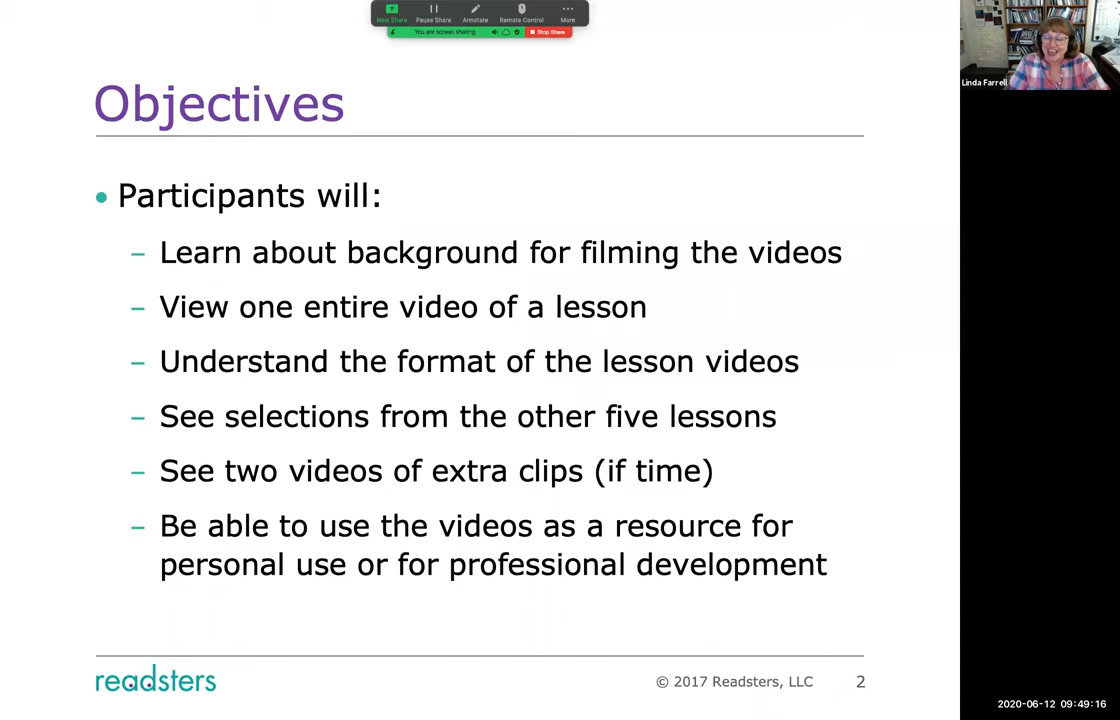 New Share Pause Share Annotate Remote Control More
You are screen sharing Stop Share
Linda Farrell
Objectives
• Participants will:
– Learn about background for filming the videos
– View one entire video of a lesson
– Understand the format of the lesson videos
– See selections from the other five lessons
– See two videos of extra clips (if time)
– Be able to use the videos as a resource for
personal use or for professional development
readsters
© 2017 Readsters, LLC 2
2020-06-12 09:49:16